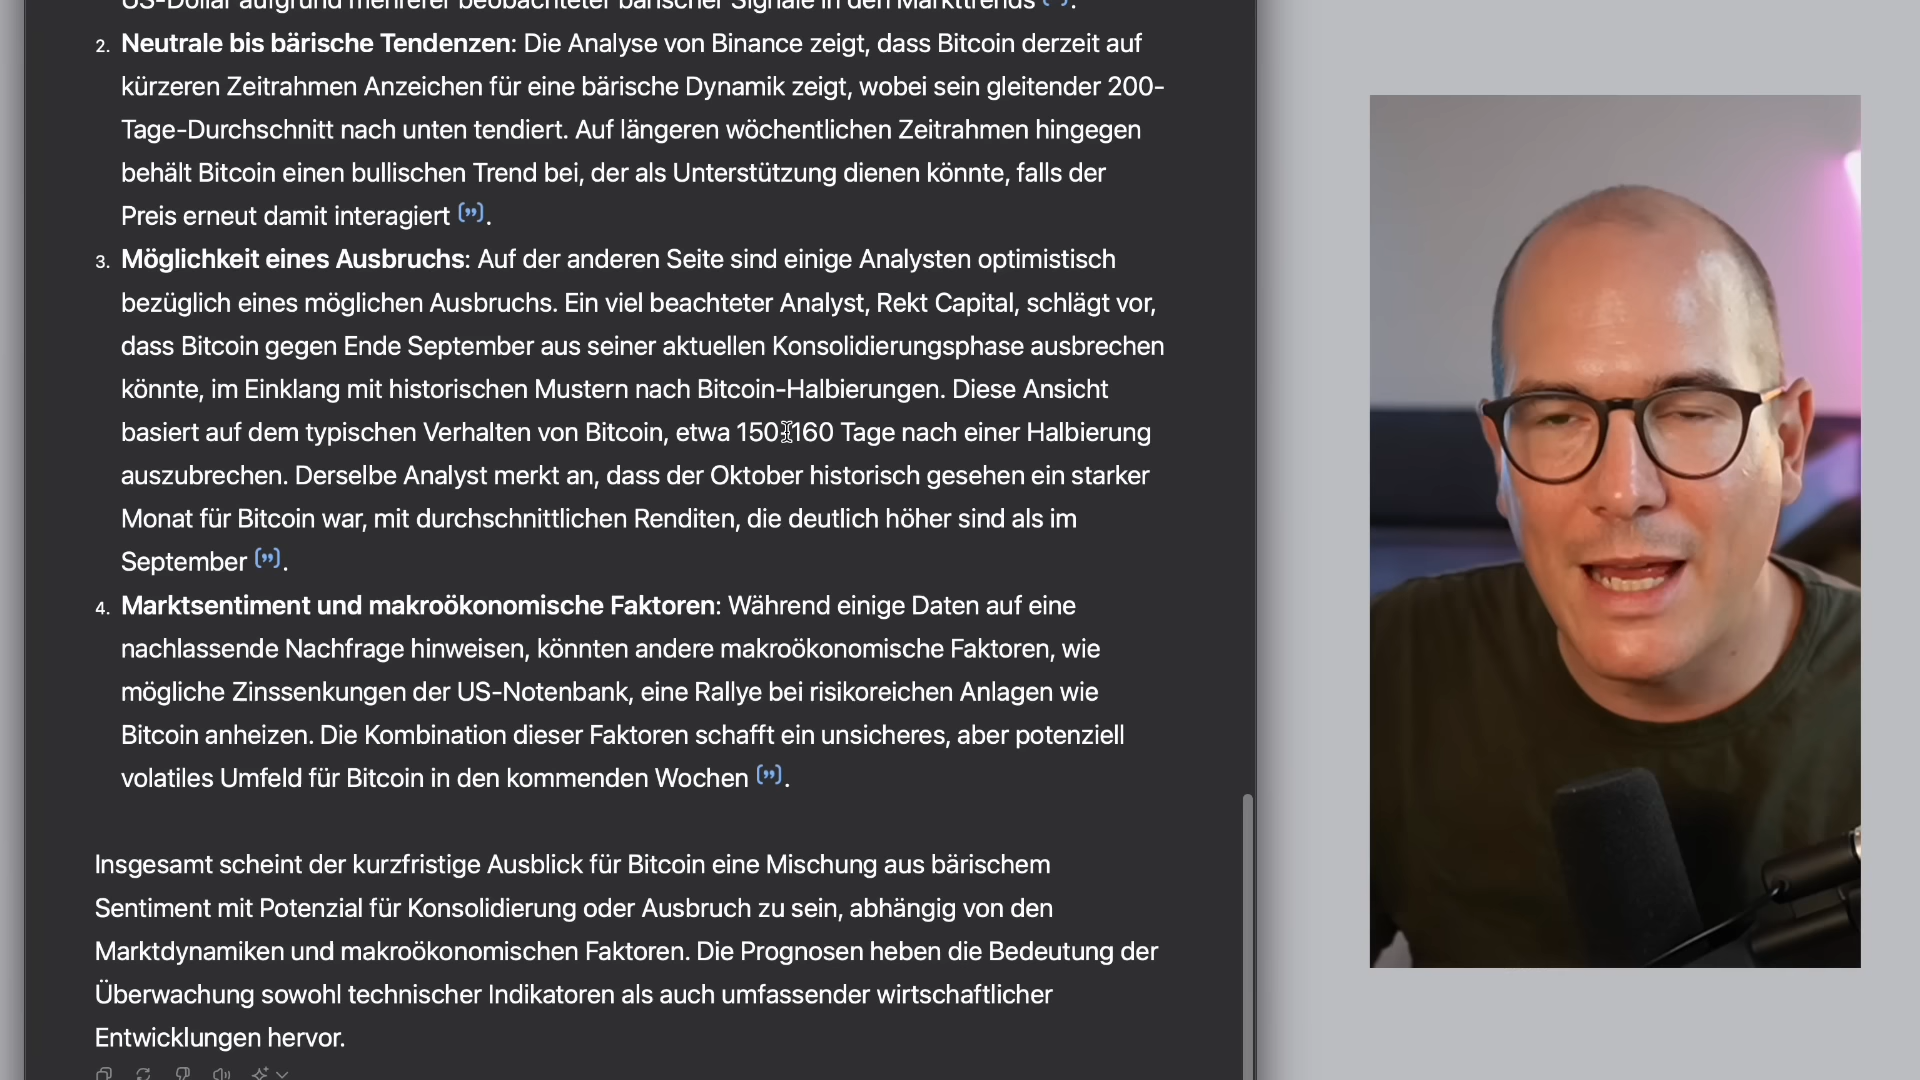 US-Dollar aufgrund mehrerer beobachteter bärischer Signale in den Markttrends (”).
2. Neutrale bis bärische Tendenzen: Die Analyse von Binance zeigt, dass Bitcoin derzeit auf
kürzeren Zeitrahmen Anzeichen für eine bärische Dynamik zeigt, wobei sein gleitender 200-
Tage-Durchschnitt nach unten tendiert. Auf längeren wöchentlichen Zeitrahmen hingegen
behält Bitcoin einen bullischen Trend bei, der als Unterstützung dienen könnte, falls der
Preis erneut damit interagiert (”).
3. Möglichkeit eines Ausbruchs: Auf der anderen Seite sind einige Analysten optimistisch
bezüglich eines möglichen Ausbruchs. Ein viel beachteter Analyst, Rekt Capital, schlägt vor,
dass Bitcoin gegen Ende September aus seiner aktuellen Konsolidierungsphase ausbrechen
könnte, im Einklang mit historischen Mustern nach Bitcoin-Halbierungen. Diese Ansicht
basiert auf dem typischen Verhalten von Bitcoin, etwa 150-160 Tage nach einer Halbierung
auszubrechen. Derselbe Analyst merkt an, dass der Oktober historisch gesehen ein starker
Monat für Bitcoin war, mit durchschnittlichen Renditen, die deutlich höher sind als im
September (”).
4. Marktsentiment und makroökonomische Faktoren: Während einige Daten auf eine
nachlassende Nachfrage hinweisen, könnten andere makroökonomische Faktoren, wie
mögliche Zinssenkungen der US-Notenbank, eine Rallye bei risikoreichen Anlagen wie
Bitcoin anheizen. Die Kombination dieser Faktoren schafft ein unsicheres, aber potenziell
volatiles Umfeld für Bitcoin in den kommenden Wochen (”).
Insgesamt scheint der kurzfristige Ausblick für Bitcoin eine Mischung aus bärischem
Sentiment mit Potenzial für Konsolidierung oder Ausbruch zu sein, abhängig von den
Marktdynamiken und makroökonomischen Faktoren. Die Prognosen heben die Bedeutung der
Überwachung sowohl technischer Indikatoren als auch umfassender wirtschaftlicher
Entwicklungen hervor.